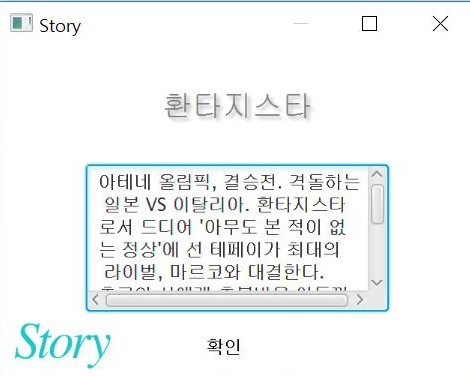 Story
환타지스타
아테네 올림픽, 결승전. 격돌하는
일본 VS 이탈리아. 환타지스타
로서 드디어 '아무도 본 적이 없
는 정상'에 선 테페이가 최대의
라이벌, 마르코와 대결한다.
Story
확인